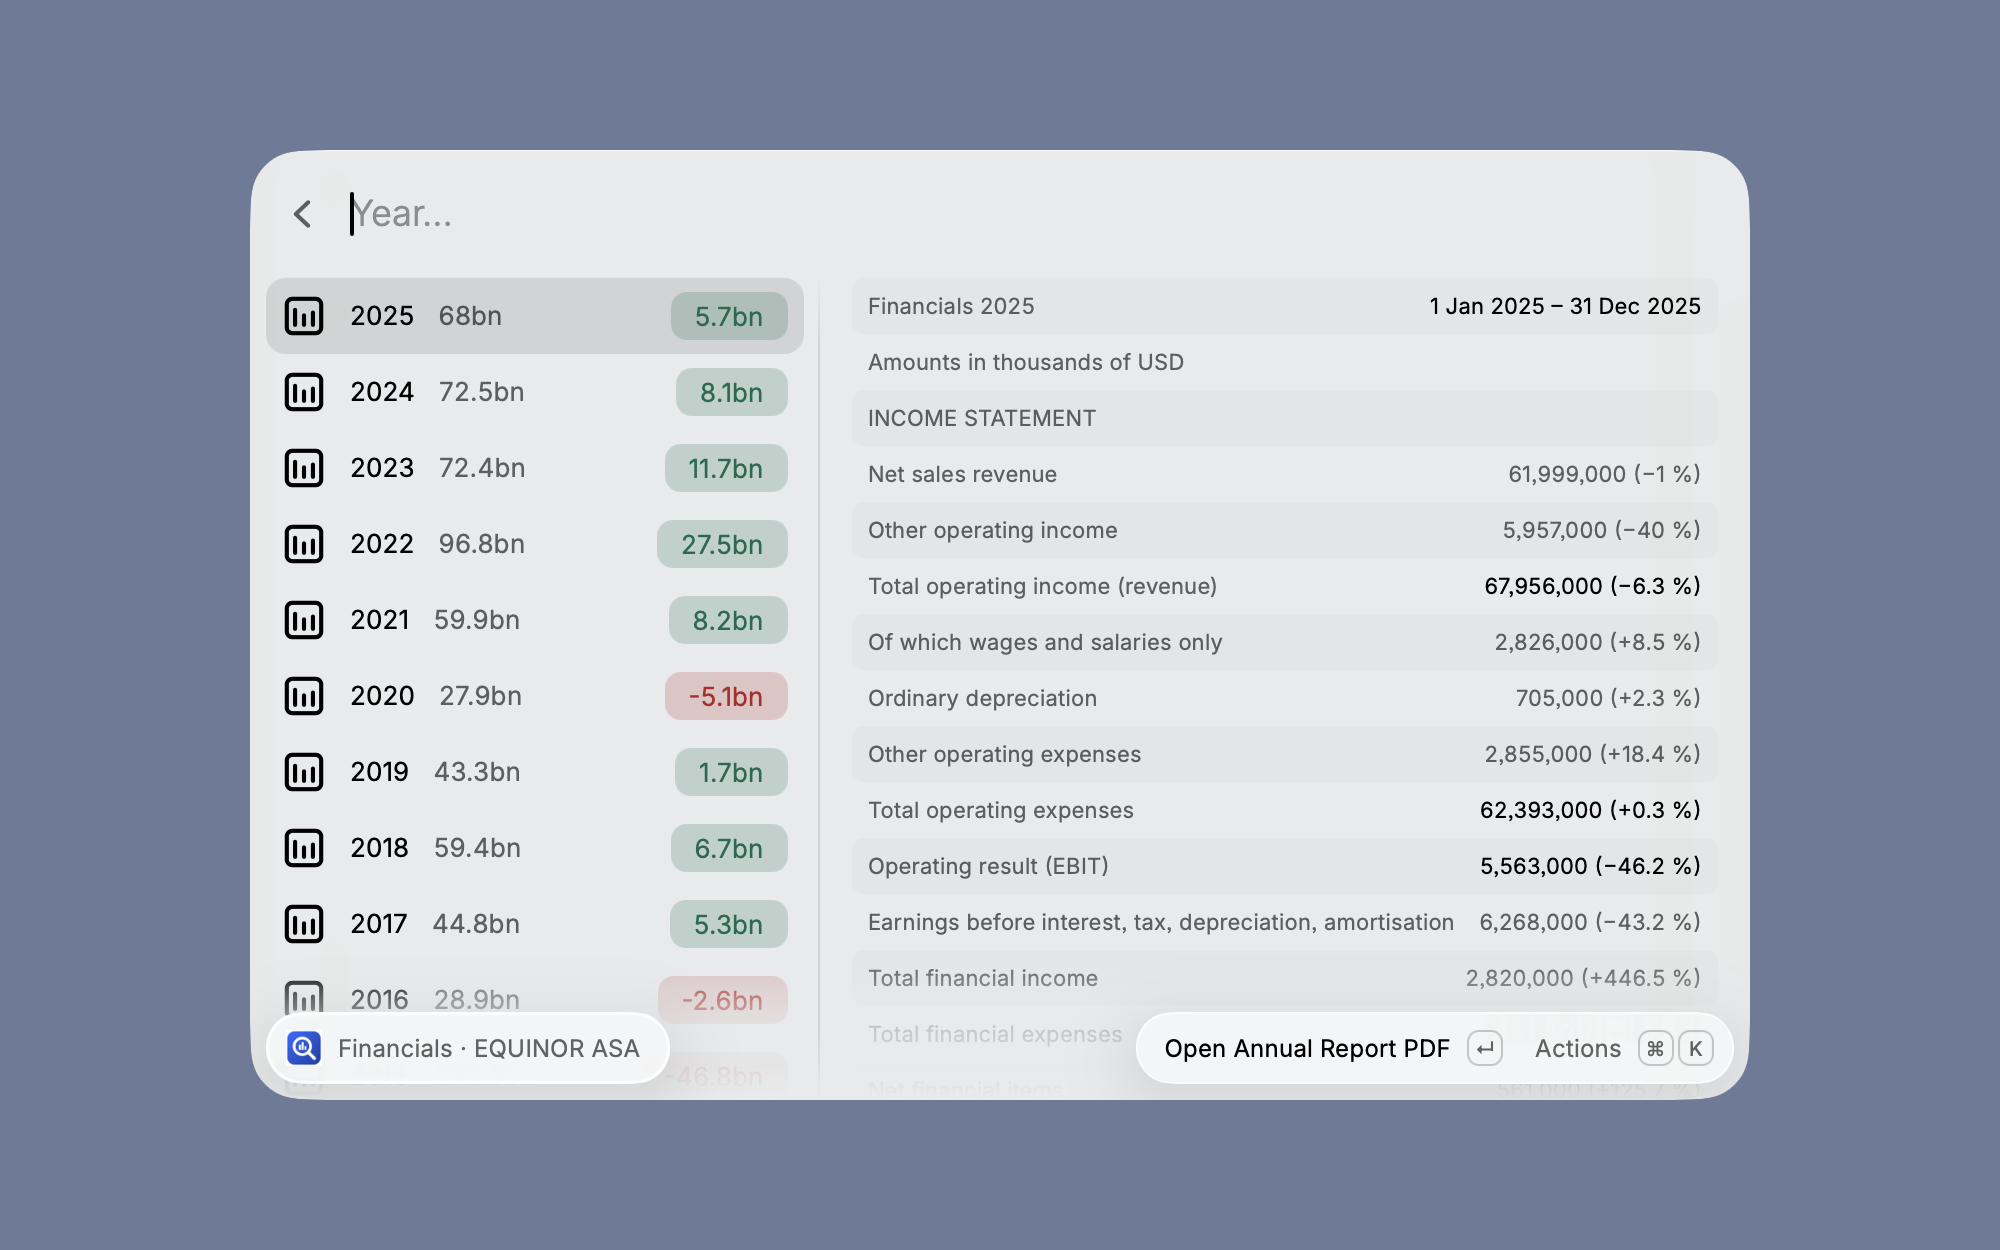 Year...
2025 68bn 5.7bn
2024 72.5bn 8.1bn
2023 72.4bn 11.7bn
2022 96.8bn 27.5bn
2021 59.9bn 8.2bn
2020 27.9bn -5.1bn
2019 43.3bn 1.7bn
2018 59.4bn 6.7bn
2017 44.8bn 5.3bn
2016 28.9bn -2.6bn
-46.8bn
Financials 2025 1 Jan 2025 – 31 Dec 2025
Amounts in thousands of USD
INCOME STATEMENT
Net sales revenue 61,999,000 (−1 %)
Other operating income 5,957,000 (−40 %)
Total operating income (revenue) 67,956,000 (−6.3 %)
Of which wages and salaries only 2,826,000 (+8.5 %)
Ordinary depreciation 705,000 (+2.3 %)
Other operating expenses 2,855,000 (+18.4 %)
Total operating expenses 62,393,000 (+0.3 %)
Operating result (EBIT) 5,563,000 (−46.2 %)
Earnings before interest, tax, depreciation, amortisation 6,268,000 (−43.2 %)
Total financial income 2,820,000 (+446.5 %)
Total financial expenses
Net financial items 561,000 (+125.7 %)
Financials · EQUINOR ASA
Open Annual Report PDF ↵ Actions ⌘ K